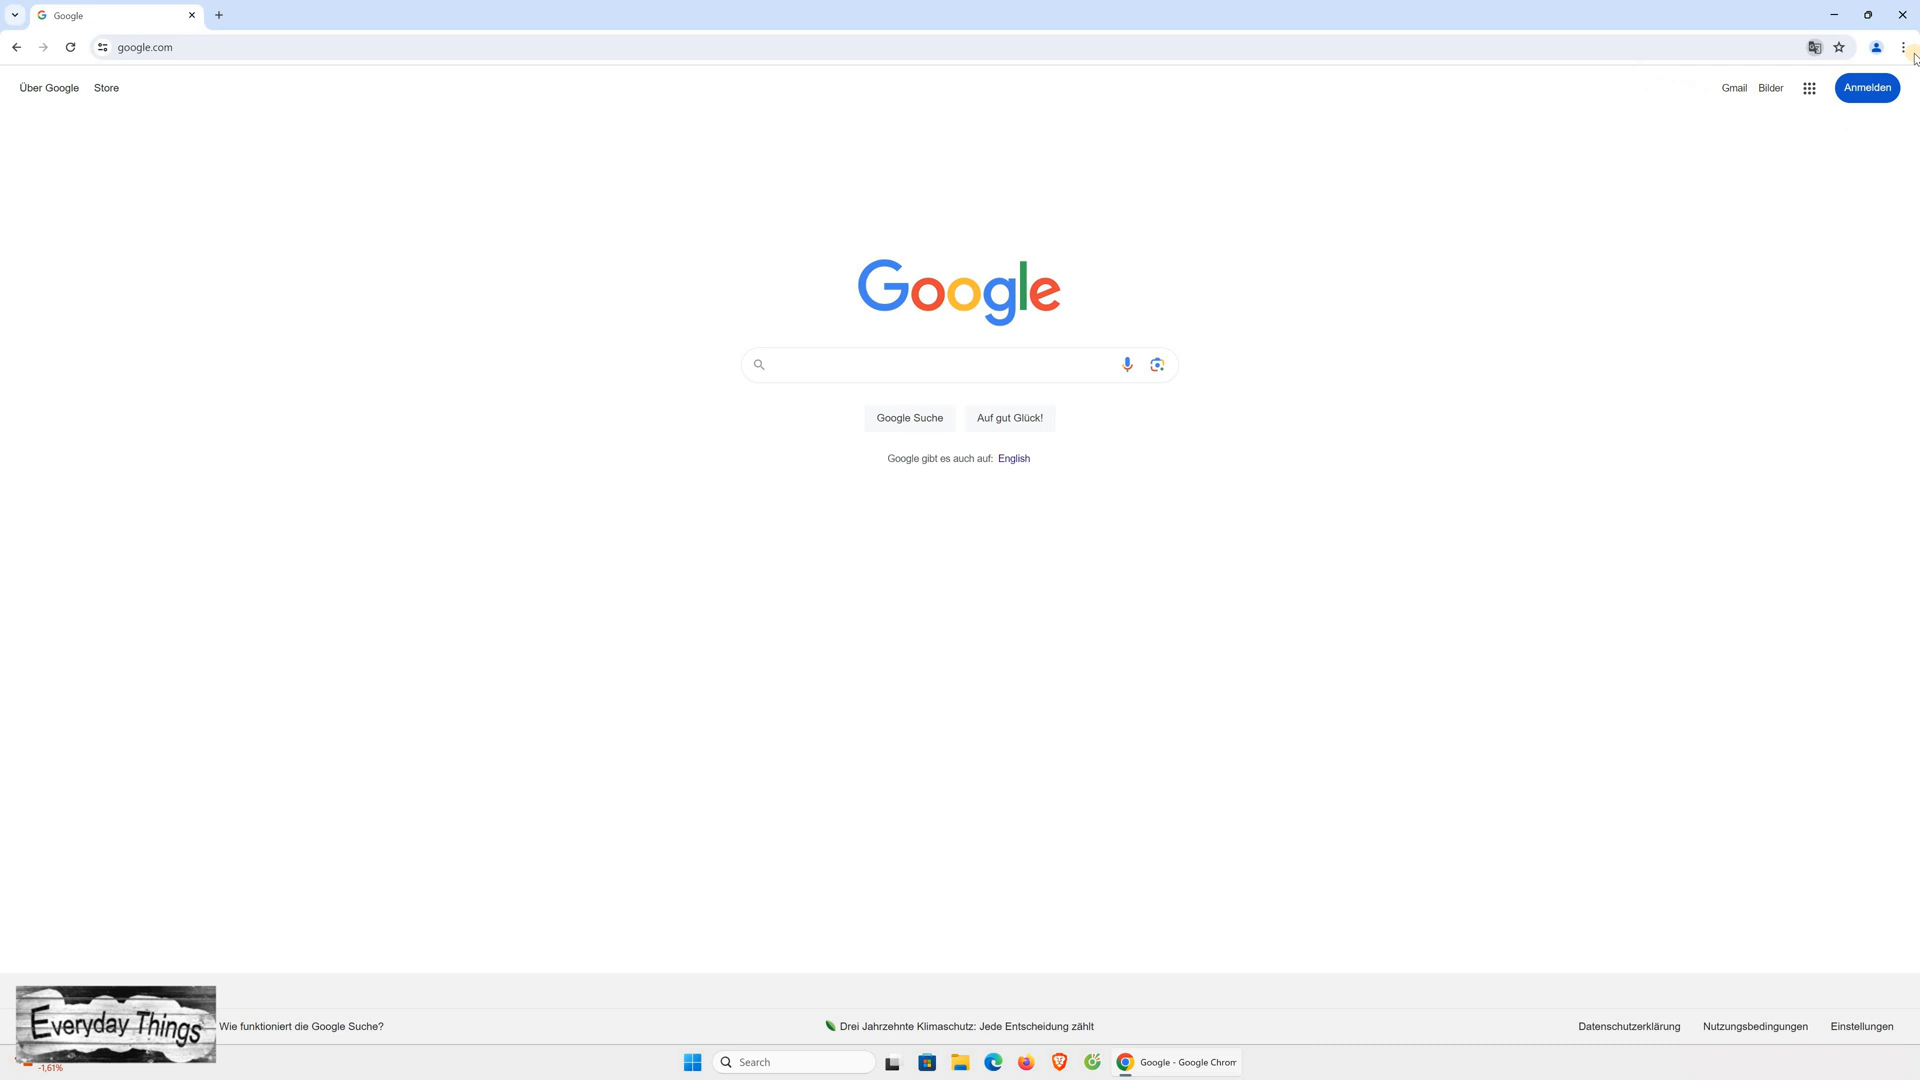 Google
google.com
Über Google Store
Gmail Bilder Anmelden
Google
Google Suche Auf gut Glück!
Google gibt es auch auf: English
Everyday Things
Wie funktioniert die Google Suche?
Drei Jahrzehnte Klimaschutz: Jede Entscheidung zählt
Datenschutzerklärung Nutzungsbedingungen Einstellungen
-1,61%
Search
Google - Google Chrom